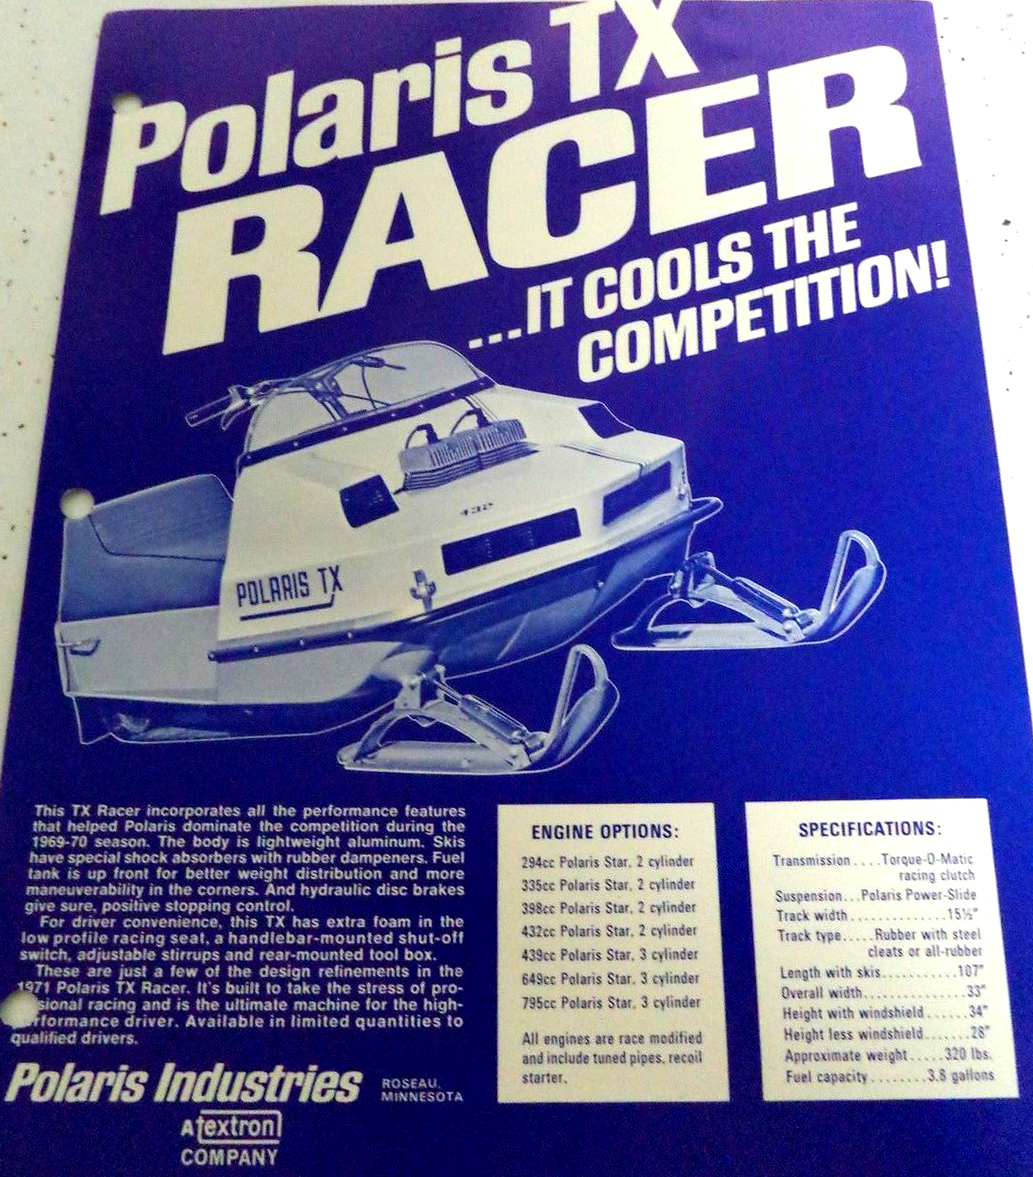 Polaris TX
RACER
...IT COOLS THE
COMPETITION!
432
POLARIS TX
This TX Racer incorporates all the performance features
that helped Polaris dominate the competition during the
1969-70 season. The body is lightweight aluminum. Skis
have special shock absorbers with rubber dampeners. Fuel
tank is up front for better weight distribution and more
maneuverability in the corners. And hydraulic disc brakes
give sure, positive stopping control.
For driver convenience, this TX has extra foam in the
low profile racing seat, a handlebar-mounted shut-off
switch, adjustable stirrups and rear-mounted tool box.
These are just a few of the design refinements in the
1971 Polaris TX Racer. It's built to take the stress of pro-
sional racing and is the ultimate machine for the high-
rformance driver. Available in limited quantities to
qualified drivers.
Polaris Industries ROSEAU, MINNESOTA
A textron
COMPANY
ENGINE OPTIONS:
294cc Polaris Star, 2 cylinder
335cc Polaris Star, 2 cylinder
398cc Polaris Star, 2 cylinder
432cc Polaris Star, 2 cylinder
439cc Polaris Star, 3 cylinder
649cc Polaris Star, 3 cylinder
795cc Polaris Star, 3 cylinder
All engines are race modified
and include tuned pipes, recoil
starter.
SPECIFICATIONS:
Transmission....Torque-O-Matic
racing clutch
Suspension...Polaris Power-Slide
Track width.............15½"
Track type.....Rubber with steel
cleats or all-rubber
Length with skis...........107"
Overall width..............33"
Height with windshield......34"
Height less windshield.......28"
Approximate weight.....320 lbs.
Fuel capacity........3.8 gallons